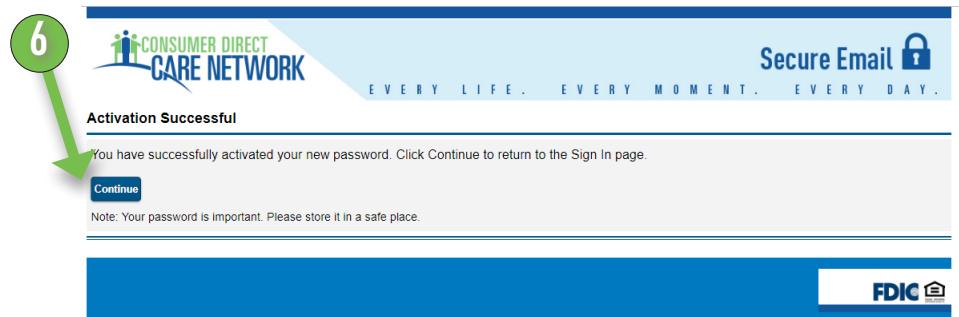 6
CONSUMER DIRECT
CARE NETWORK
Secure Email
EVERY LIFE. EVERY MOMENT. EVERY DAY.
Activation Successful
You have successfully activated your new password. Click Continue to return to the Sign In page.
Continue
Note: Your password is important. Please store it in a safe place.
FDIC